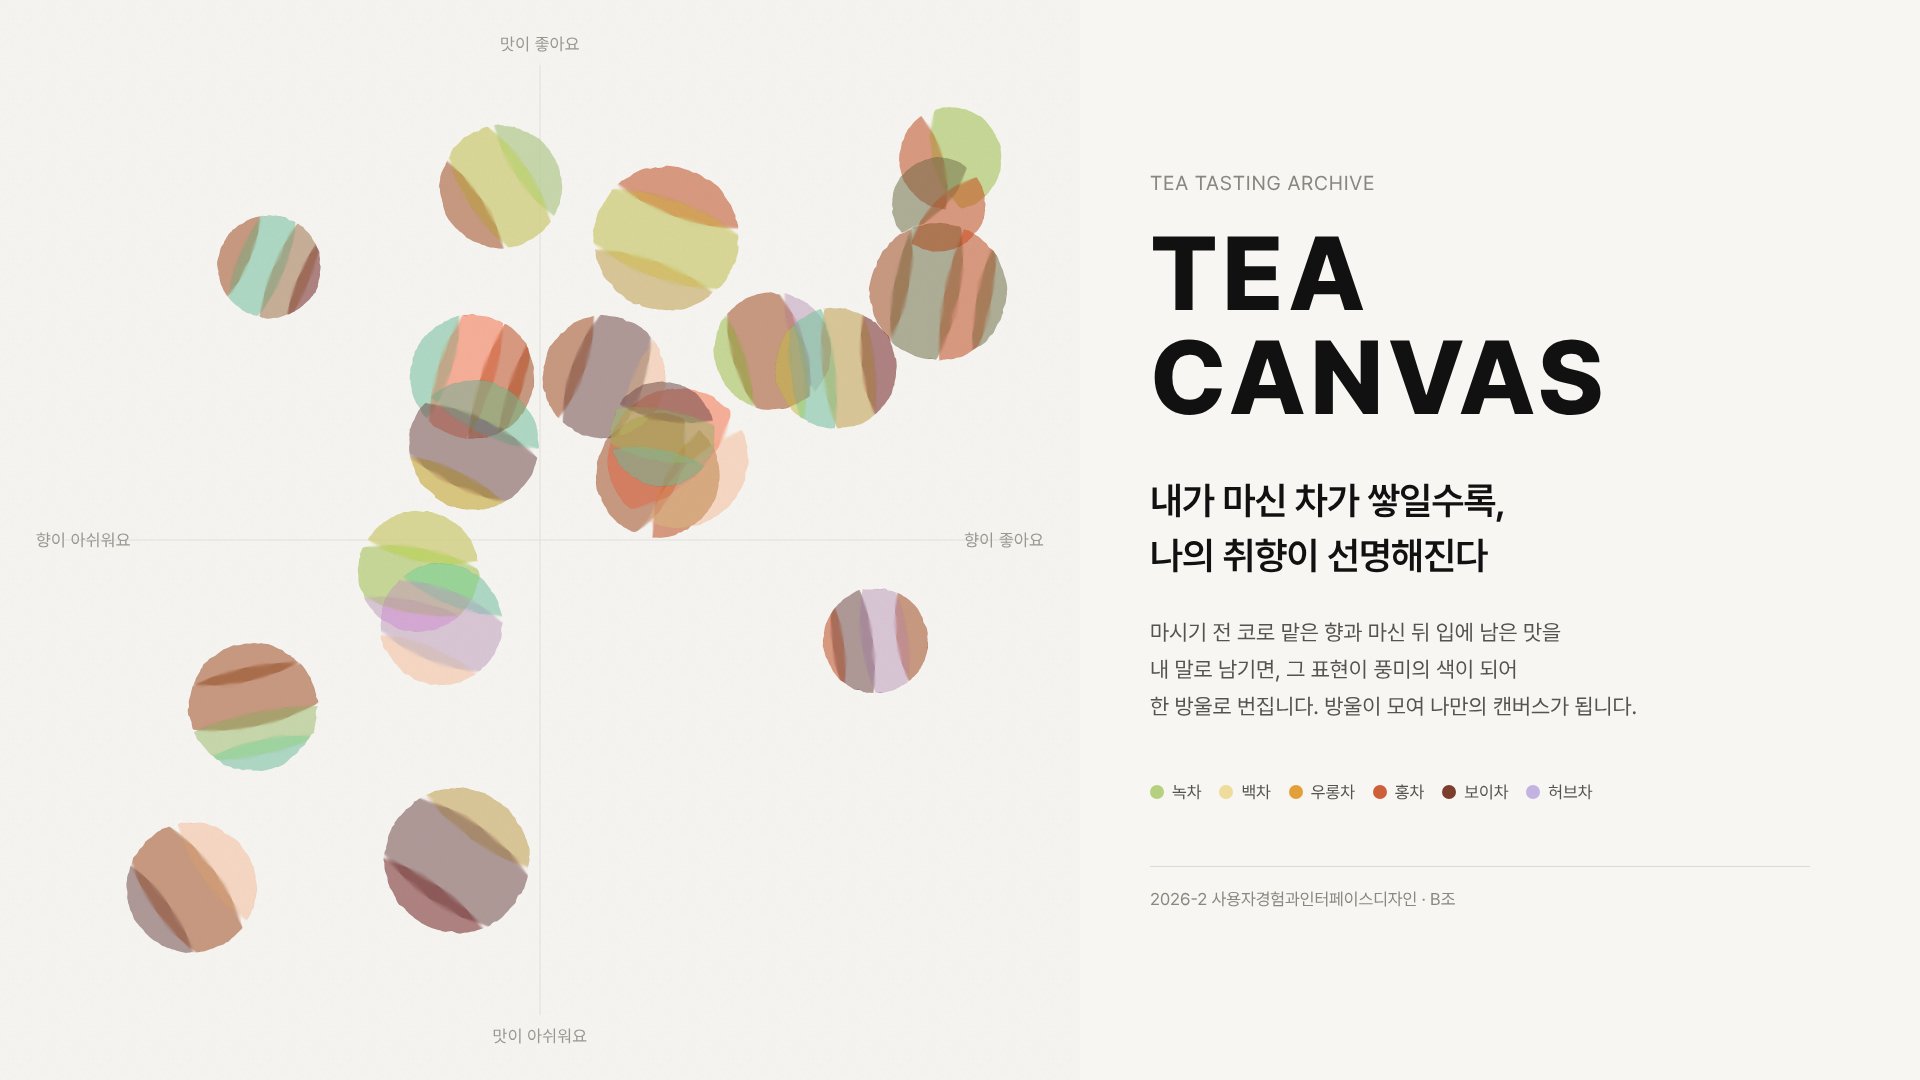 맛이 좋아요
향이 아쉬워요
향이 좋아요
맛이 아쉬워요
TEA TASTING ARCHIVE
TEA
CANVAS
내가 마신 차가 쌓일수록,
나의 취향이 선명해진다
마시기 전 코로 맡은 향과 마신 뒤 입에 남은 맛을
내 말로 남기면, 그 표현이 풍미의 색이 되어
한 방울로 번집니다. 방울이 모여 나만의 캔버스가 됩니다.
녹차 백차 우롱차 홍차 보이차 허브차
2026-2 사용자경험과인터페이스디자인 · B조